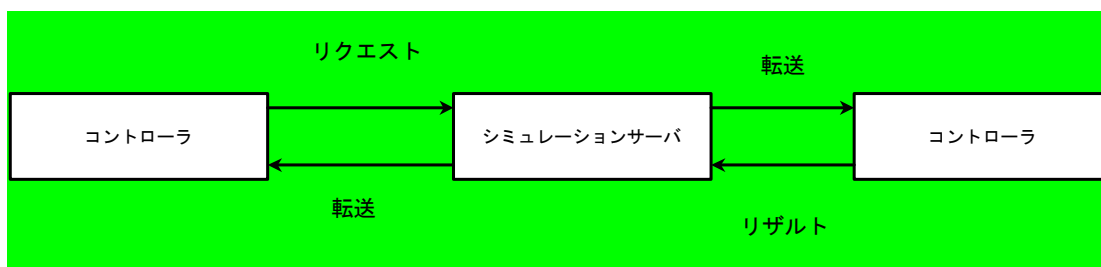 リクエスト
転送
コントローラ
シミュレーションサーバ
コントローラ
転送
リザルト